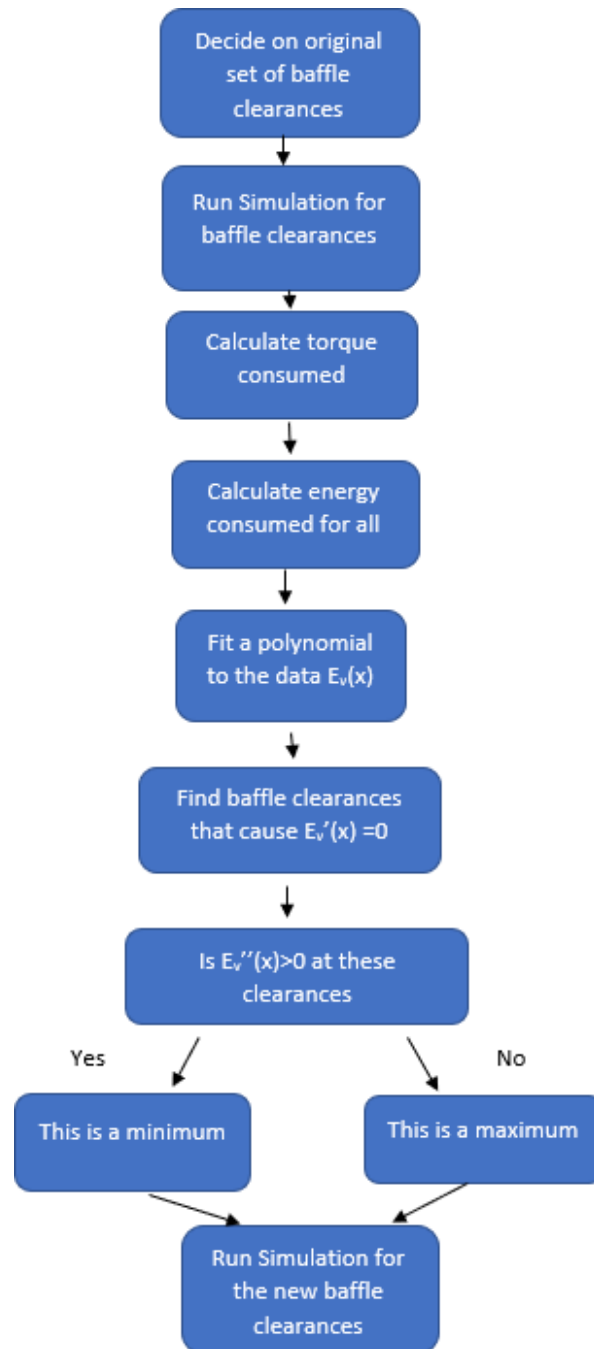 Decide on original
set of baffle
clearances
Run Simulation for
baffle clearances
Calculate torque
consumed
Calculate energy
consumed for all
Fit a polynomial
to the data Eᵥ(x)
Find baffle clearances
that cause Eᵥ′(x) =0
Is Eᵥ′′(x)>0 at these
clearances
Yes
No
This is a minimum
This is a maximum
Run Simulation for
the new baffle
clearances